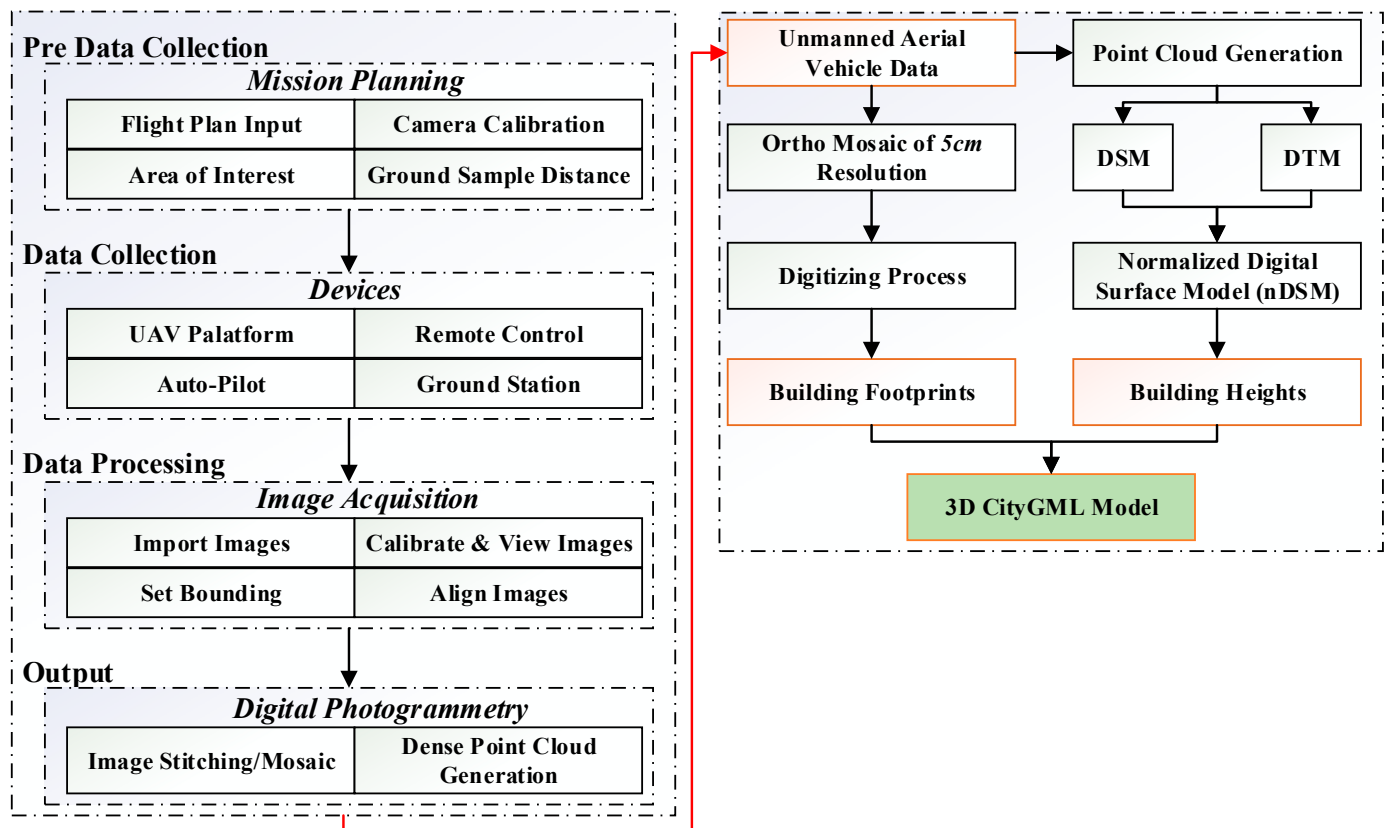 Pre Data Collection
Mission Planning
Flight Plan Input
Camera Calibration
Area of Interest
Ground Sample Distance
Data Collection
Devices
UAV Palatform
Remote Control
Auto-Pilot
Ground Station
Data Processing
Image Acquisition
Import Images
Calibrate & View Images
Set Bounding
Align Images
Output
Digital Photogrammetry
Image Stitching/Mosaic
Dense Point Cloud
Generation
Unmanned Aerial
Vehicle Data
Point Cloud Generation
Ortho Mosaic of 5cm
Resolution
DSM
DTM
Digitizing Process
Normalized Digital
Surface Model (nDSM)
Building Footprints
Building Heights
3D CityGML Model